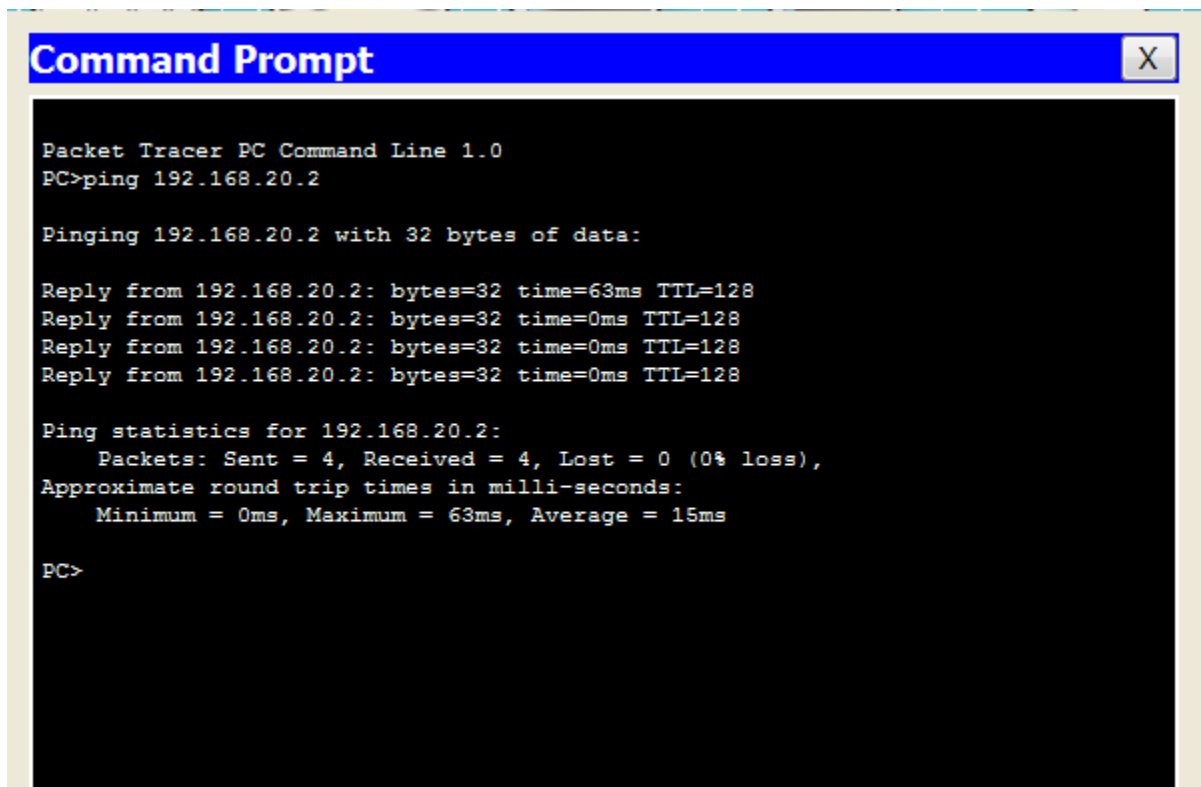 Command Prompt
X
Packet Tracer PC Command Line 1.0
PC>ping 192.168.20.2
Pinging 192.168.20.2 with 32 bytes of data:
Reply from 192.168.20.2: bytes=32 time=63ms TTL=128
Reply from 192.168.20.2: bytes=32 time=0ms TTL=128
Reply from 192.168.20.2: bytes=32 time=0ms TTL=128
Reply from 192.168.20.2: bytes=32 time=0ms TTL=128
Ping statistics for 192.168.20.2:
Packets: Sent = 4, Received = 4, Lost = 0 (0% loss),
Approximate round trip times in milli-seconds:
Minimum = 0ms, Maximum = 63ms, Average = 15ms
PC>